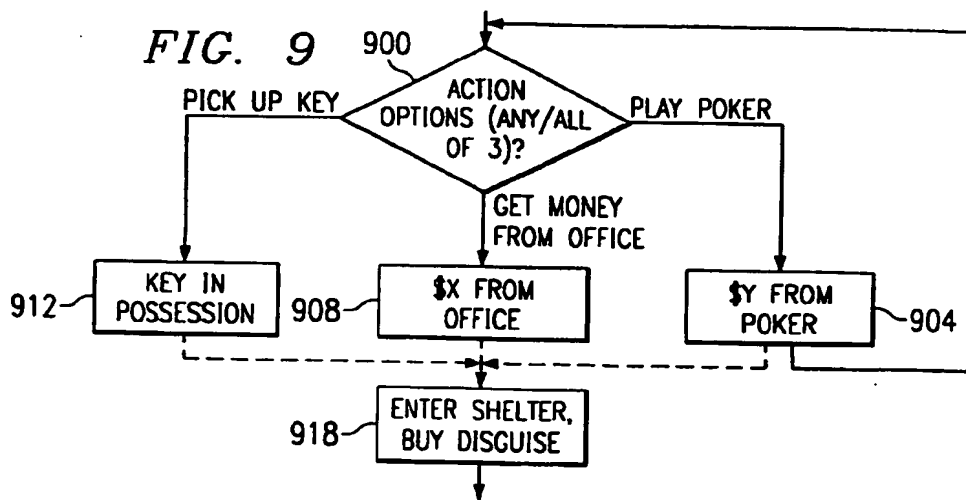 FIG. 9
900
ACTION
OPTIONS (ANY/ALL
OF 3)?
PICK UP KEY
PLAY POKER
GET MONEY
FROM OFFICE
912
KEY IN
POSSESSION
908
$X FROM
OFFICE
$Y FROM
POKER
904
918
ENTER SHELTER,
BUY DISGUISE